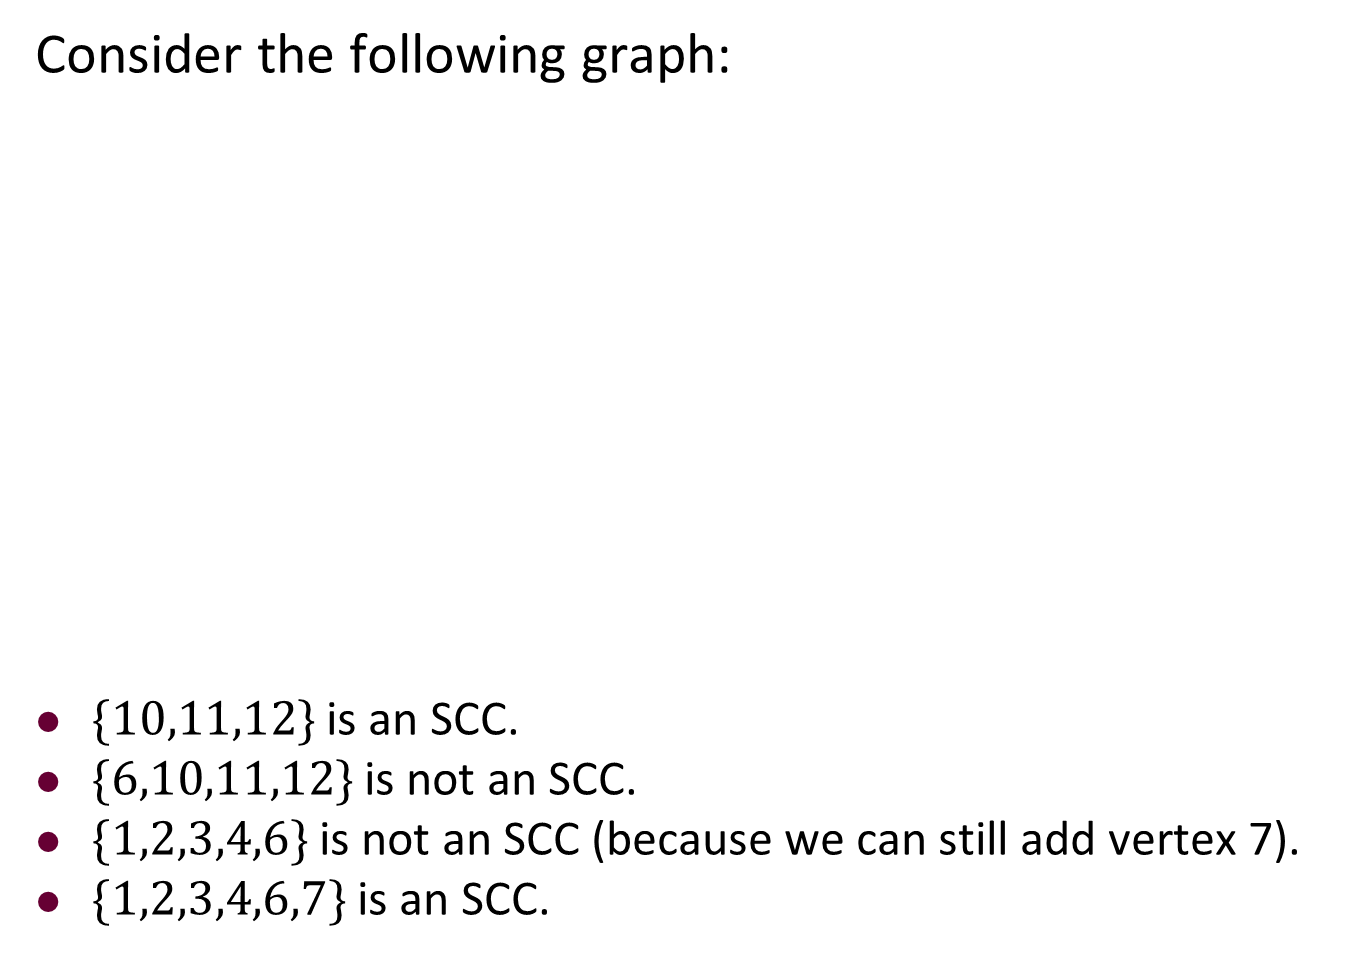 Consider the following graph:
• {10,11,12} is an SCC.
• {6,10,11,12} is not an SCC.
• {1,2,3,4,6} is not an SCC (because we can still add vertex 7).
• {1,2,3,4,6,7} is an SCC.